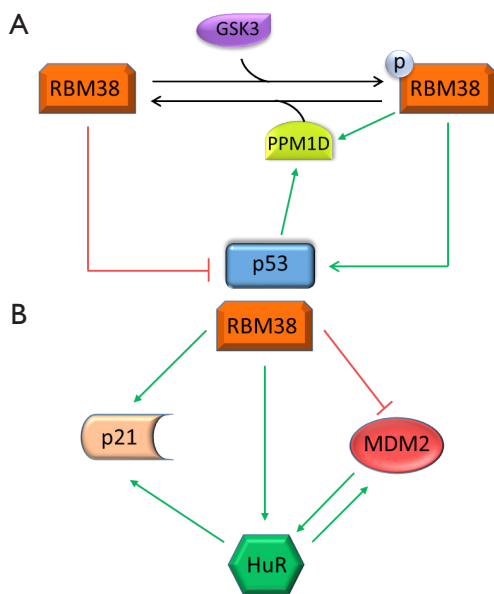 A
GSK3
RBM38
p
RBM38
PPM1D
p53
B
RBM38
p21
MDM2
HuR